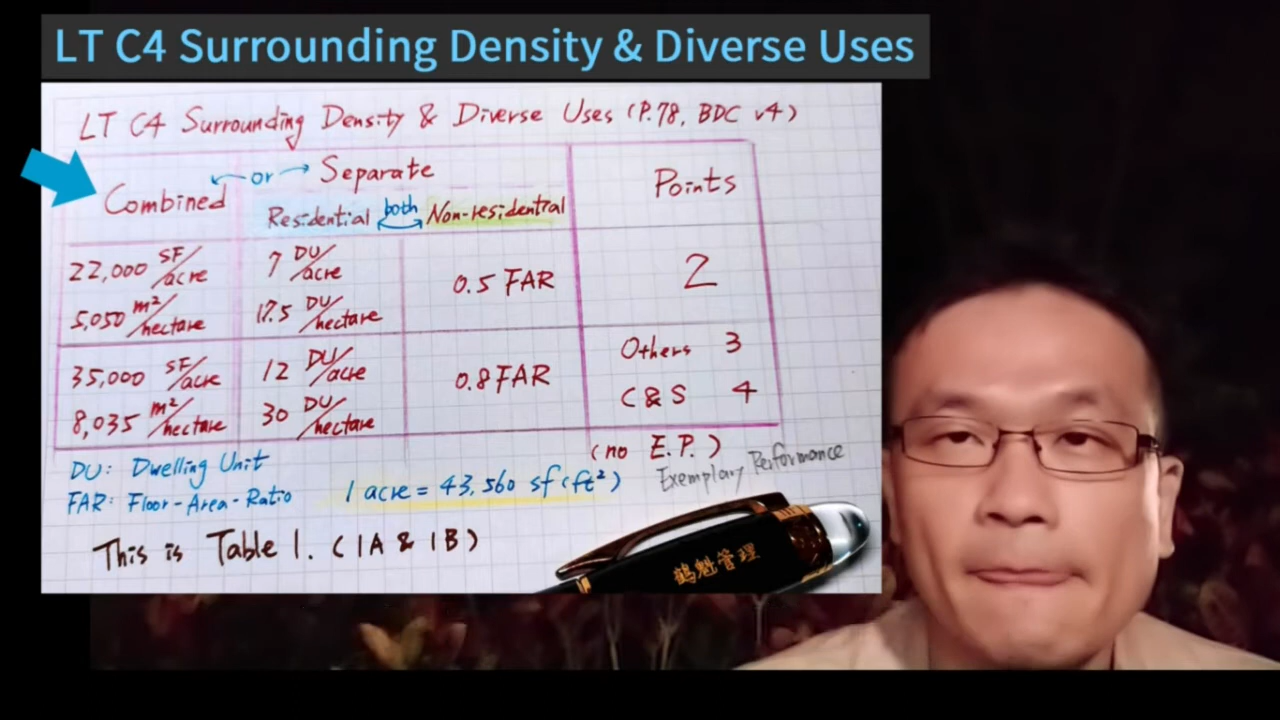 LT C4 Surrounding Density & Diverse Uses
LT C4 Surrounding Density & Diverse Uses (P.78, BDC v4)
Combined
or
Separate
Residential both Non-residential
Points
22,000 SF/acre
5,050 m²/hectare
7 DU/acre
17.5 DU/hectare
0.5 FAR
2
35,000 SF/acre
8,035 m²/hectare
12 DU/acre
30 DU/hectare
0.8 FAR
Others 3
C&S 4
(no E.P.)
Exemplary Performance
DU: Dwelling Unit
FAR: Floor-Area-Ratio
1 acre = 43,560 sf (ft²)
This is Table 1. (1A & 1B)
鶴魁管理